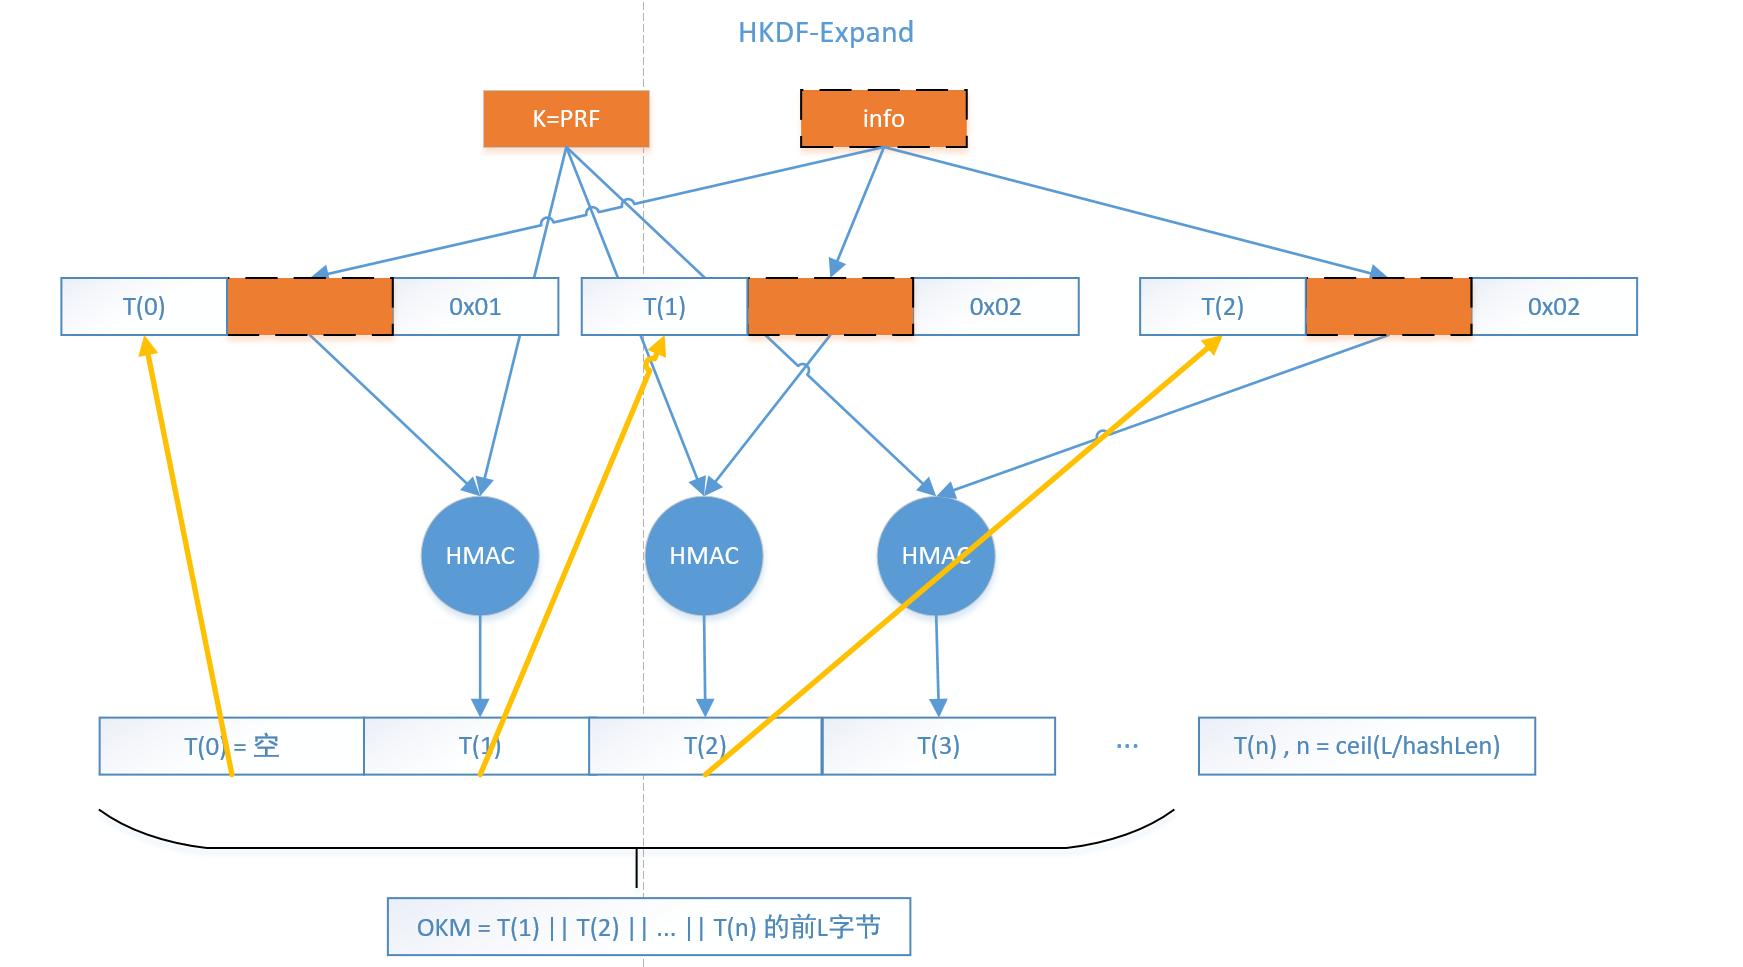 HKDF-Expand
K=PRF
info
T(0)
0x01
T(1)
0x02
T(2)
0x02
HMAC
HMAC
HMAC
T(0) = 空
T(1)
T(2)
T(3)
...
T(n) , n = ceil(L/hashLen)
OKM = T(1) || T(2) || ... || T(n) 的前L字节